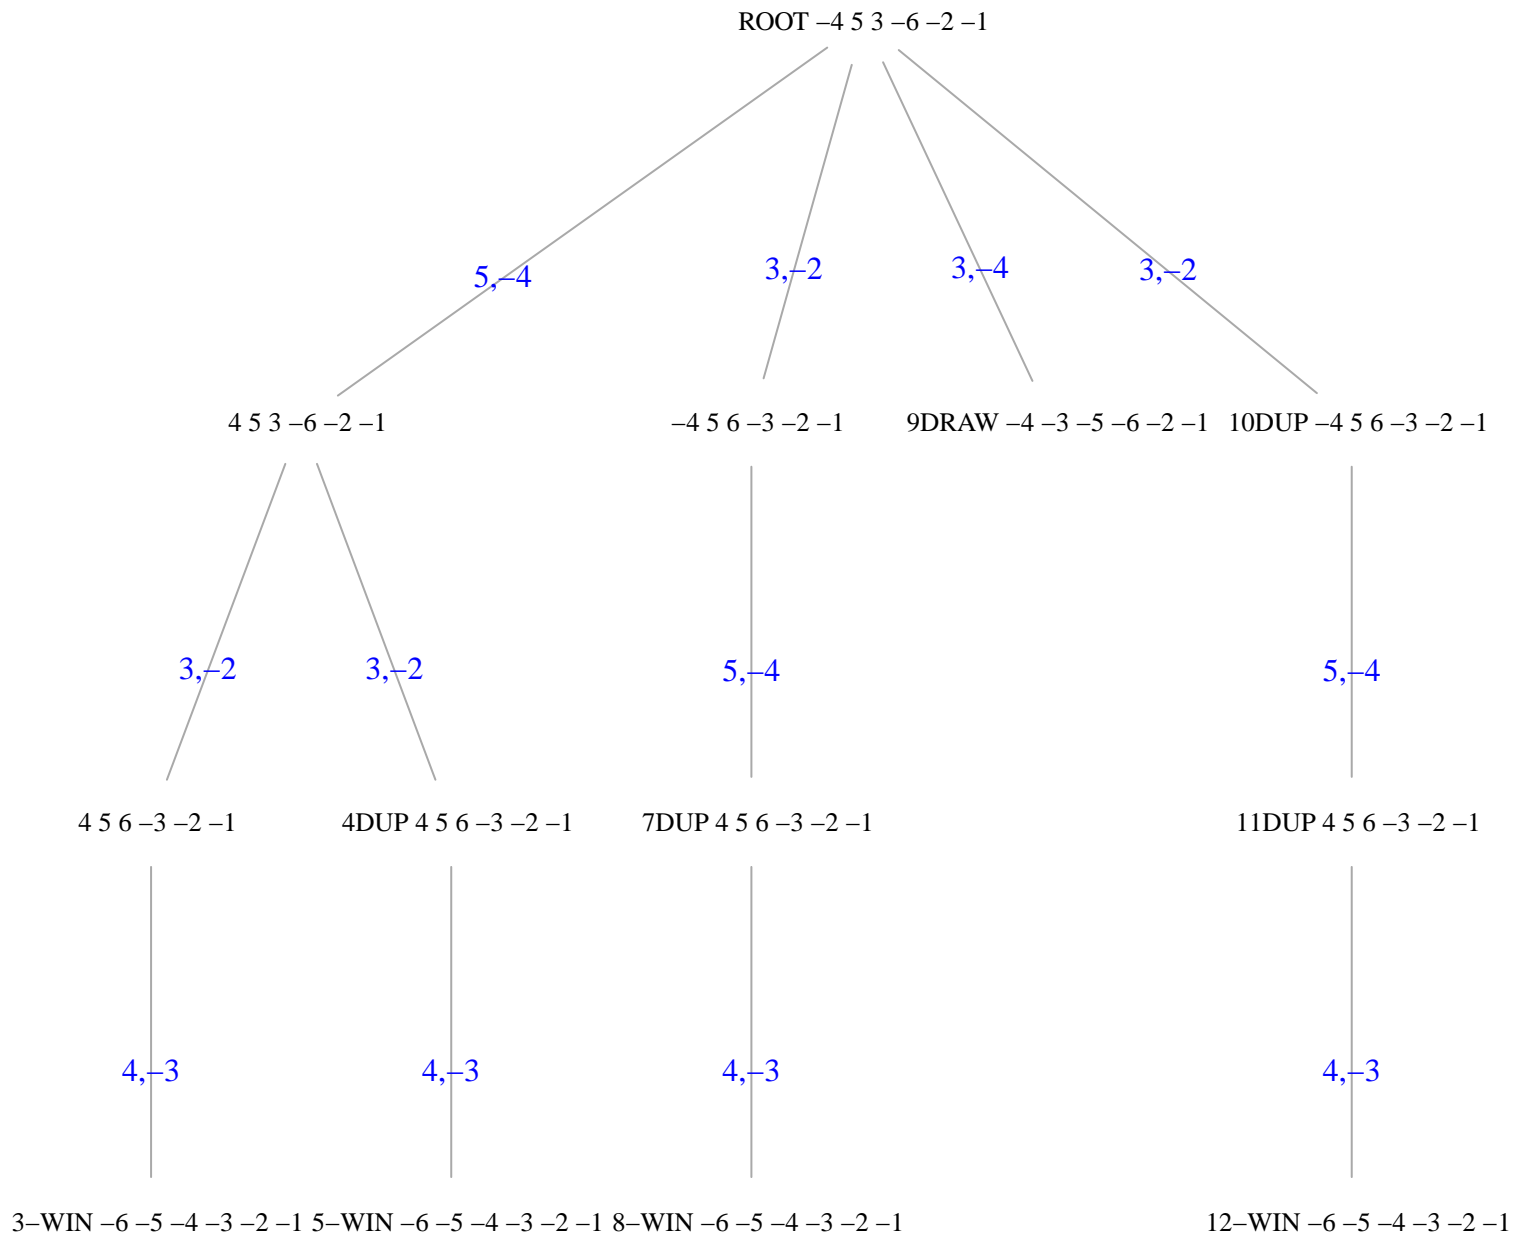 ROOT –4 5 3 –6 –2 –1
5,–4
3,–2
3,–4
3,–2
4 5 3 –6 –2 –1
–4 5 6 –3 –2 –1
9DRAW –4 –3 –5 –6 –2 –1
10DUP –4 5 6 –3 –2 –1
3,–2
3,–2
5,–4
5,–4
4 5 6 –3 –2 –1
4DUP 4 5 6 –3 –2 –1
7DUP 4 5 6 –3 –2 –1
11DUP 4 5 6 –3 –2 –1
4,–3
4,–3
4,–3
4,–3
3–WIN –6 –5 –4 –3 –2 –1
5–WIN –6 –5 –4 –3 –2 –1
8–WIN –6 –5 –4 –3 –2 –1
12–WIN –6 –5 –4 –3 –2 –1